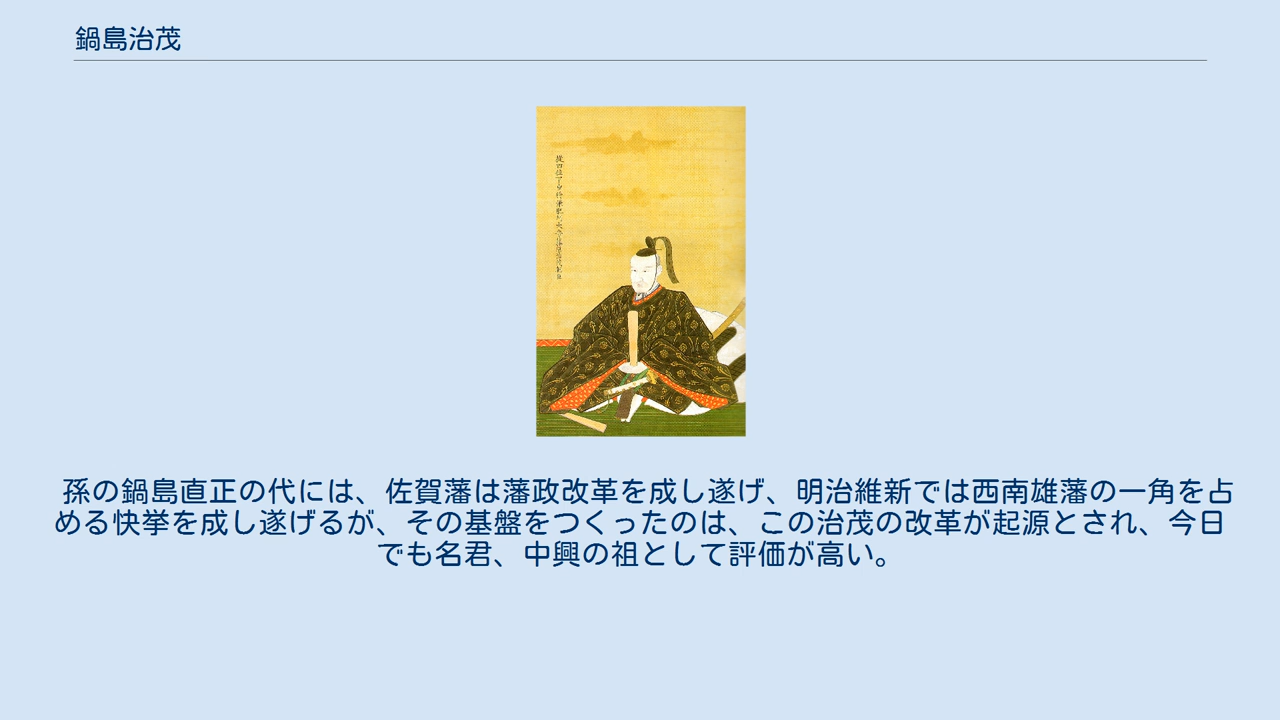 鍋島治茂
孫の鍋島直正の代には、佐賀藩は藩政改革を成し遂げ、明治維新では西南雄藩の一角を占
める快挙を成し遂げるが、その基盤をつくったのは、この治茂の改革が起源とされ、今日
でも名君、中興の祖として評価が高い。